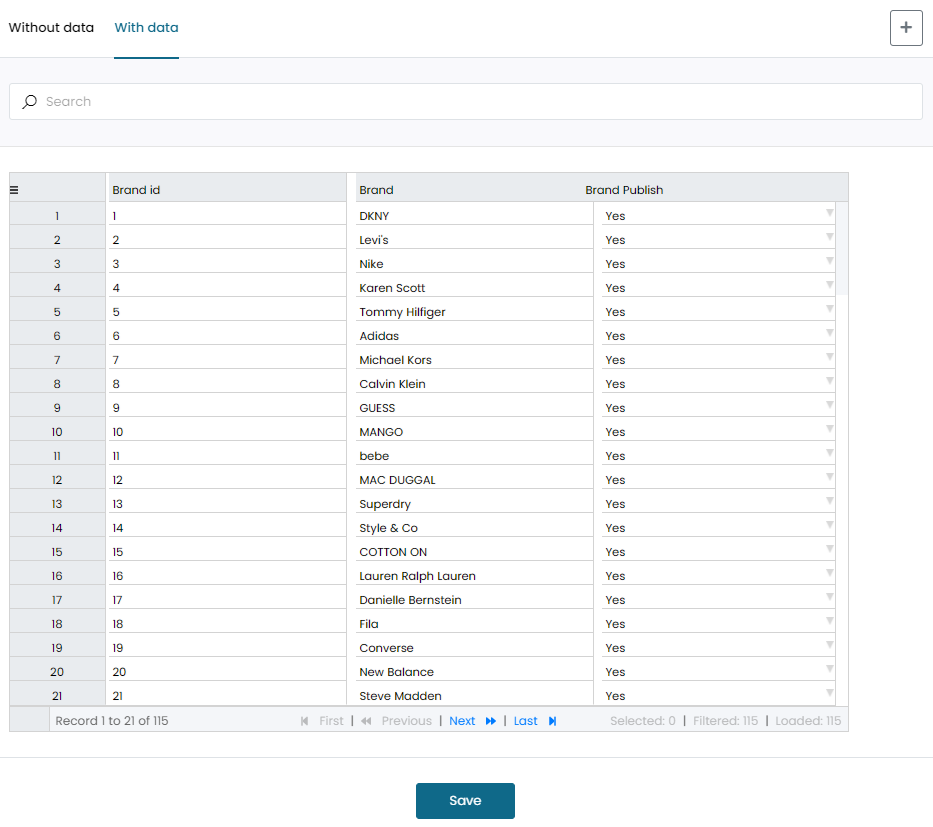 Without data With data +
Search
Brand id Brand Brand Publish
1 1 DKNY Yes
2 2 Levi's Yes
3 3 Nike Yes
4 4 Karen Scott Yes
5 5 Tommy Hilfiger Yes
6 6 Adidas Yes
7 7 Michael Kors Yes
8 8 Calvin Klein Yes
9 9 GUESS Yes
10 10 MANGO Yes
11 11 bebe Yes
12 12 MAC DUGGAL Yes
13 13 Superdry Yes
14 14 Style & Co Yes
15 15 COTTON ON Yes
16 16 Lauren Ralph Lauren Yes
17 17 Danielle Bernstein Yes
18 18 Fila Yes
19 19 Converse Yes
20 20 New Balance Yes
21 21 Steve Madden Yes
Record 1 to 21 of 115 First | Previous | Next | Last Selected: 0 | Filtered: 115 | Loaded: 115
Save